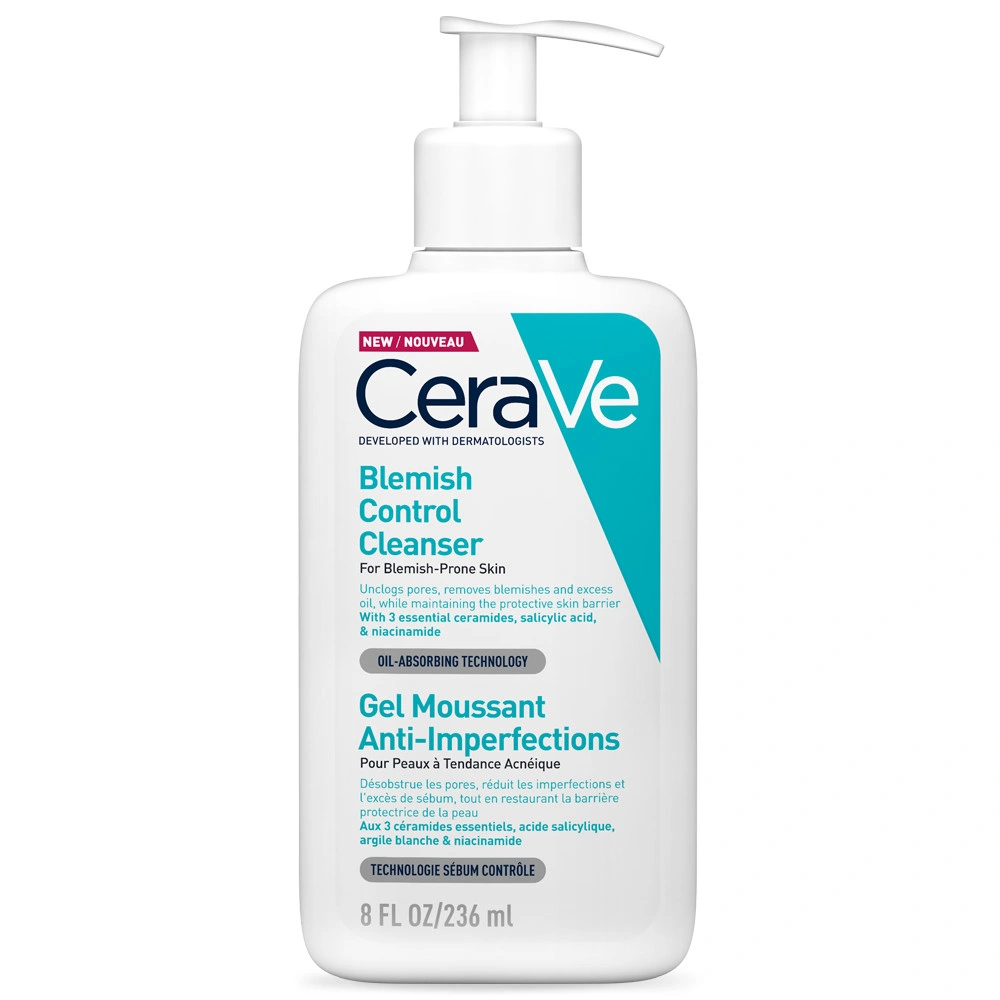 NEW / NOUVEAU
CeraVe
DEVELOPED WITH DERMATOLOGISTS
Blemish
Control
Cleanser
For Blemish-Prone Skin
Unclogs pores, removes blemishes and excess
oil, while maintaining the protective skin barrier
With 3 essential ceramides, salicylic acid,
& niacinamide
OIL-ABSORBING TECHNOLOGY
Gel Moussant
Anti-Imperfections
Pour Peaux à Tendance Acnéique
Désobstrue les pores, réduit les imperfections et
l'excès de sébum, tout en restaurant la barrière
protectrice de la peau
Aux 3 céramides essentiels, acide salicylique,
argile blanche & niacinamide
TECHNOLOGIE SÉBUM CONTRÔLE
8 FL OZ/236 ml